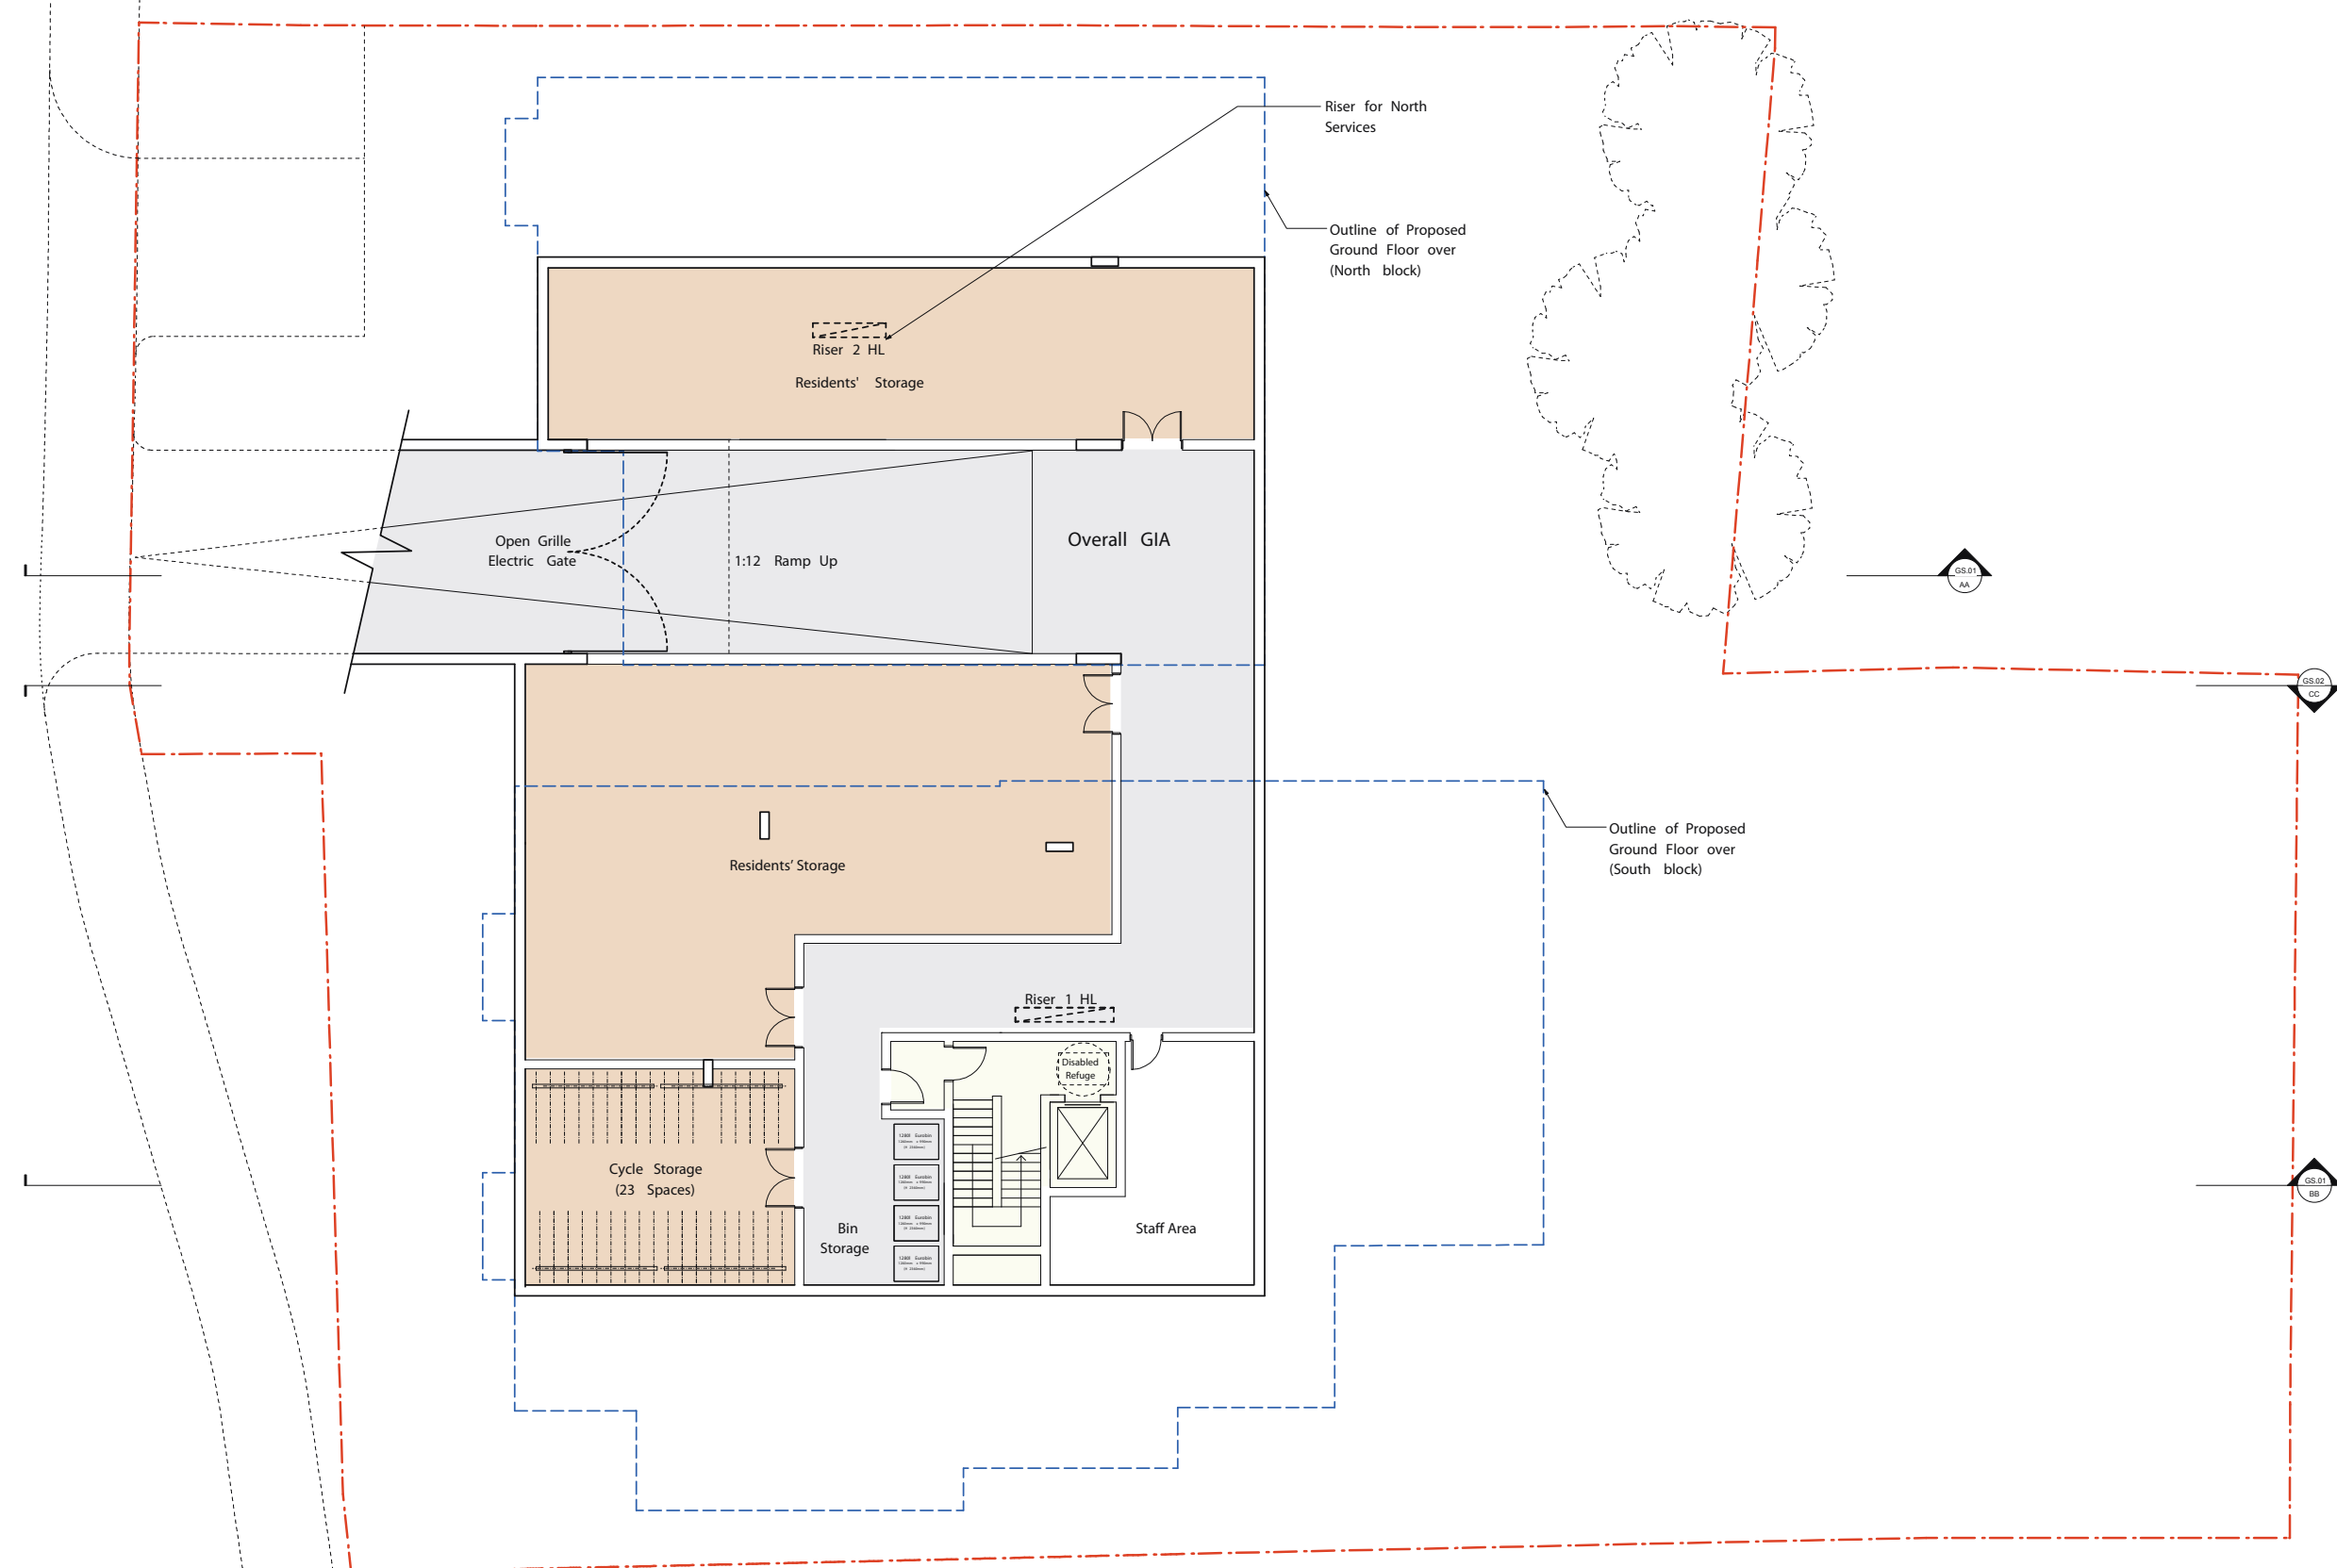 Riser for North
Services
Outline of Proposed
Ground Floor over
(North block)
Riser 2 HL
Residents' Storage
Open Grille
Electric Gate
1:12 Ramp Up
Overall GIA
GS.01
AA
GS.02
CC
Outline of Proposed
Ground Floor over
(South block)
Residents’ Storage
Riser 1 HL
Disabled
Refuge
Cycle Storage
(23 Spaces)
Bin
Storage
Staff Area
GS.01
BB